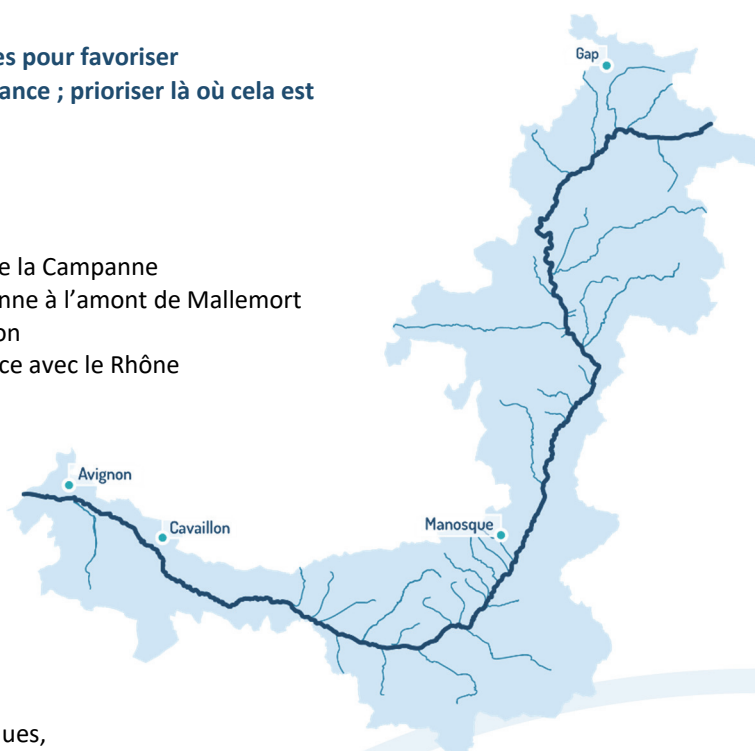 es pour favoriser
ance ; prioriser là où cela est
e la Campanne
nne à l'amont de Mallemort
on
ce avec le Rhône
Gap
Avignon
Cavaillon
Manosque
ues,